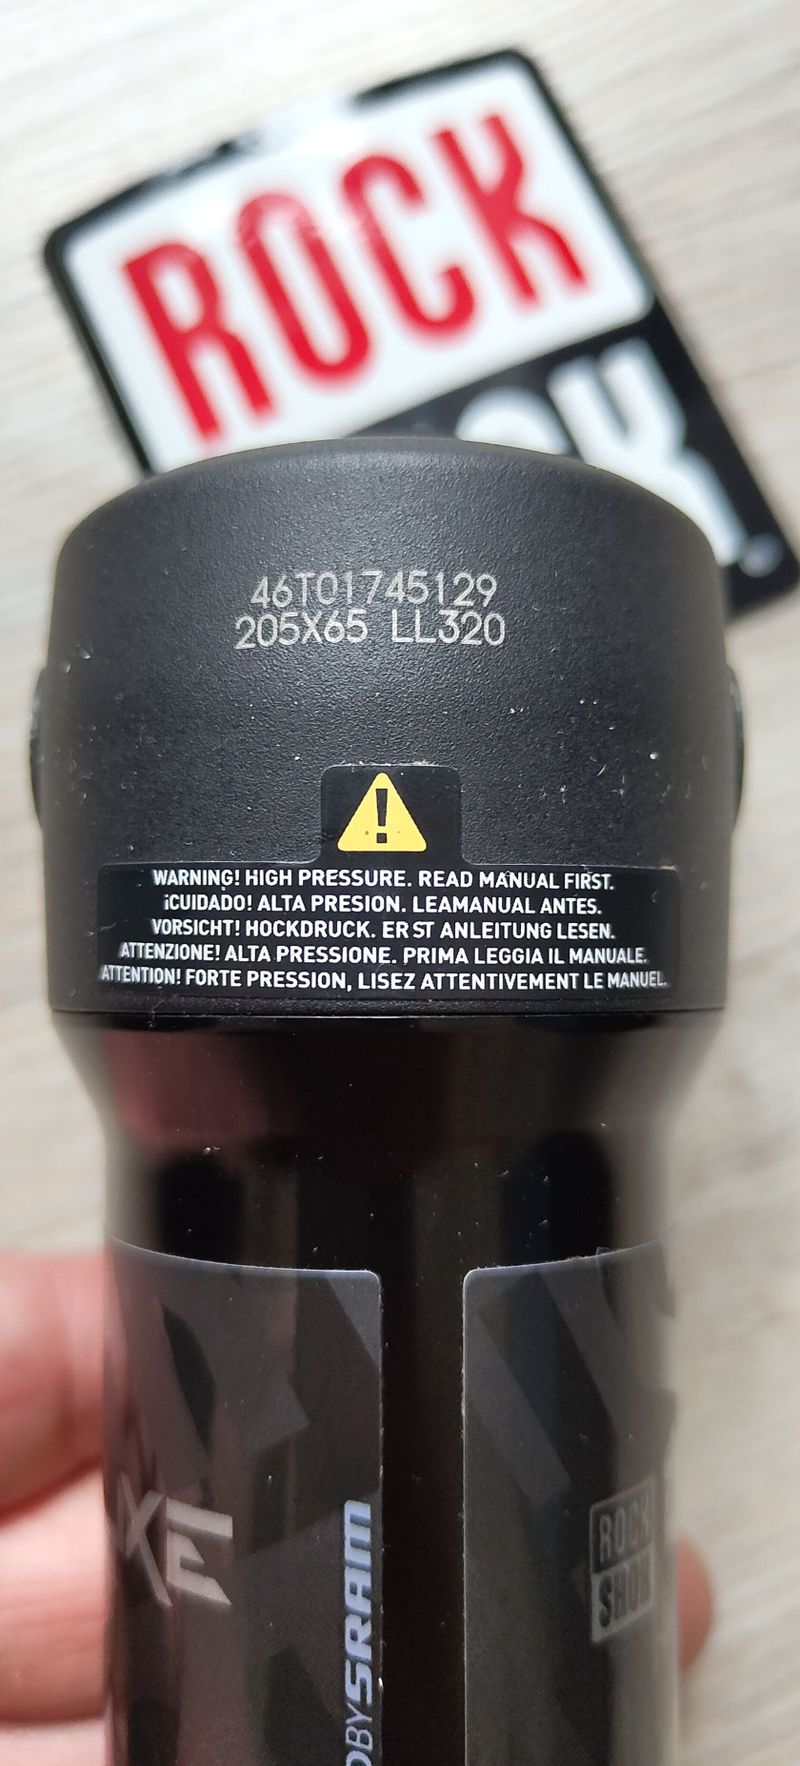 ROCK
46T01745129
205X65 LL320
WARNING! HIGH PRESSURE. READ MANUAL FIRST.
¡CUIDADO! ALTA PRESION. LEAMANUAL ANTES.
VORSICHT! HOCKDRUCK. ER ST ANLEITUNG LESEN.
ATTENZIONE! ALTA PRESSIONE. PRIMA LEGGIA IL MANUALE.
ATTENTION! FORTE PRESSION, LISEZ ATTENTIVEMENT LE MANUEL.
XE
BY SRAM
ROCK
SHOX